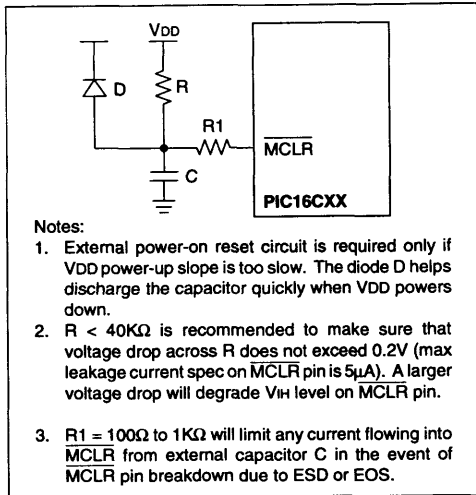 VDD
D
R
R1
MCLR
C
PIC16CXX
Notes:
1. External power-on reset circuit is required only if
VDD power-up slope is too slow. The diode D helps
discharge the capacitor quickly when VDD powers
down.
2. R < 40KΩ is recommended to make sure that
voltage drop across R does not exceed 0.2V (max
leakage current spec on MCLR pin is 5µA). A larger
voltage drop will degrade VIH level on MCLR pin.
3. R1 = 100Ω to 1KΩ will limit any current flowing into
MCLR from external capacitor C in the event of
MCLR pin breakdown due to ESD or EOS.